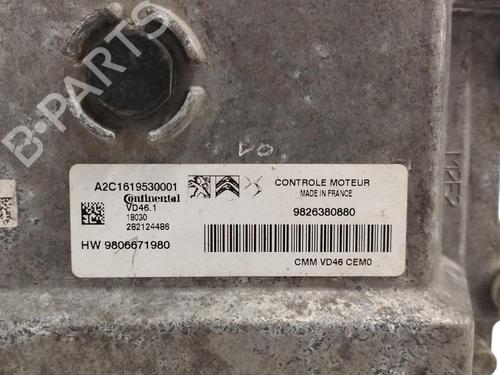 B-PARTS
A2C1619530001
Continental
VD46.1
18030
282124486
HW 9806671980
CONTROLE MOTEUR
MADE IN FRANCE
9826380880
CMM VD46 CEM0